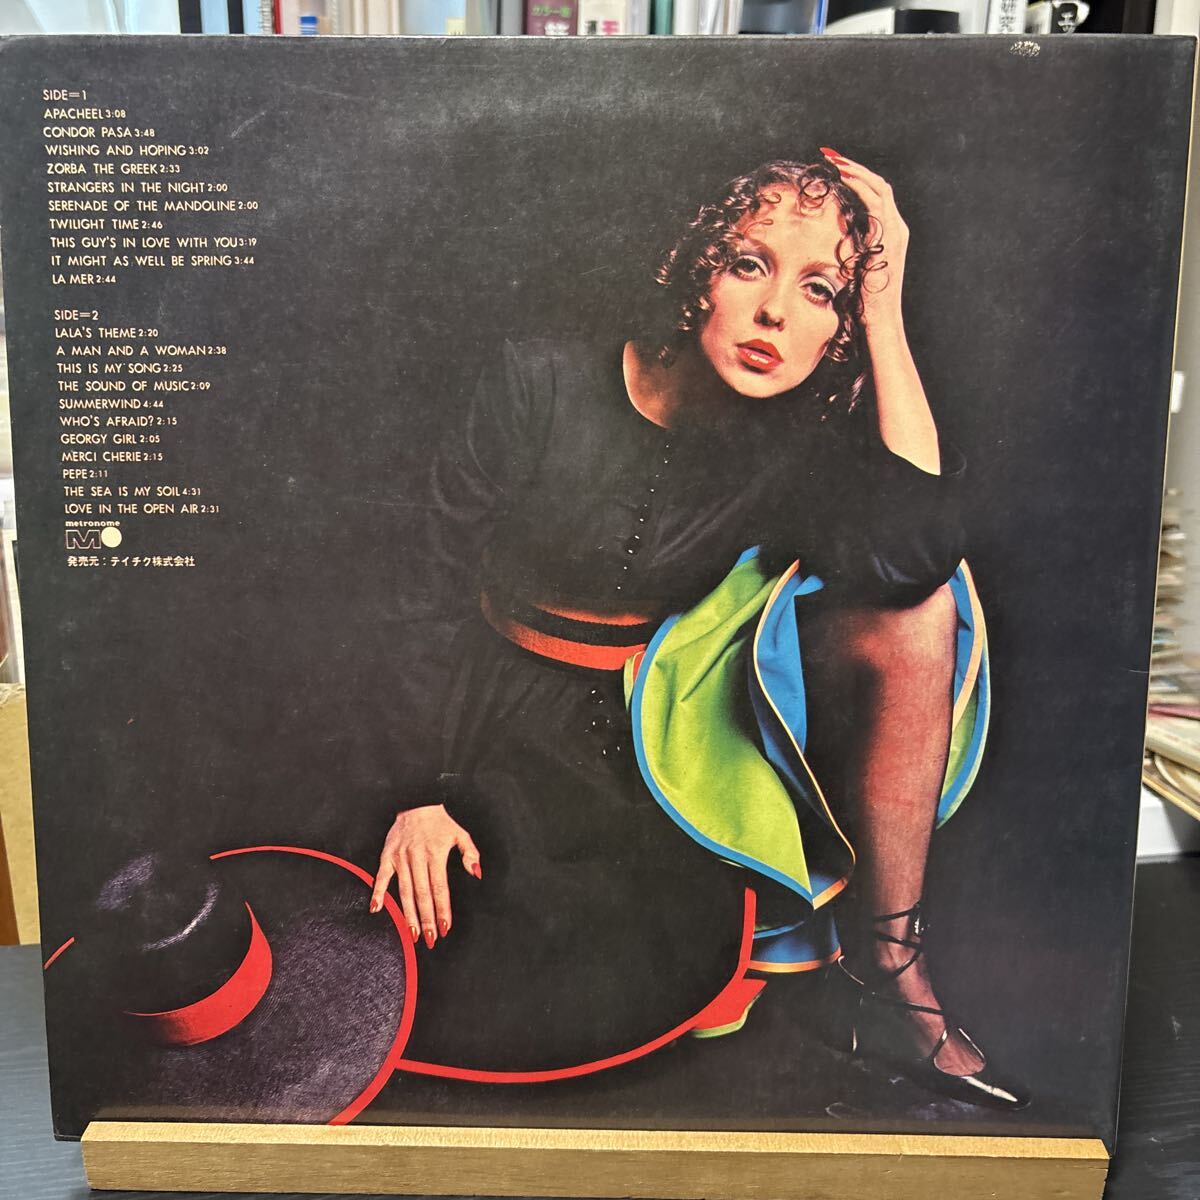 SIDE=1
APACHEEL 3:08
CONDOR PASA 3:48
WISHING AND HOPING 3:02
ZORBA THE GREEK 2:33
STRANGERS IN THE NIGHT 2:00
SERENADE OF THE MANDOLINE 2:00
TWILIGHT TIME 2:46
THIS GUY'S IN LOVE WITH YOU 3:19
IT MIGHT AS WELL BE SPRING 3:44
LA MER 2:44
SIDE=2
LALA'S THEME 2:20
A MAN AND A WOMAN 2:38
THIS IS MY SONG 2:25
THE SOUND OF MUSIC 2:09
SUMMERWIND 4:44
WHO'S AFRAID? 2:15
GEORGY GIRL 2:05
MERCI CHERIE 2:15
PEPE 2:11
THE SEA IS MY SOIL 4:31
LOVE IN THE OPEN AIR 2:31
metronome
発売元：テイチク株式会社